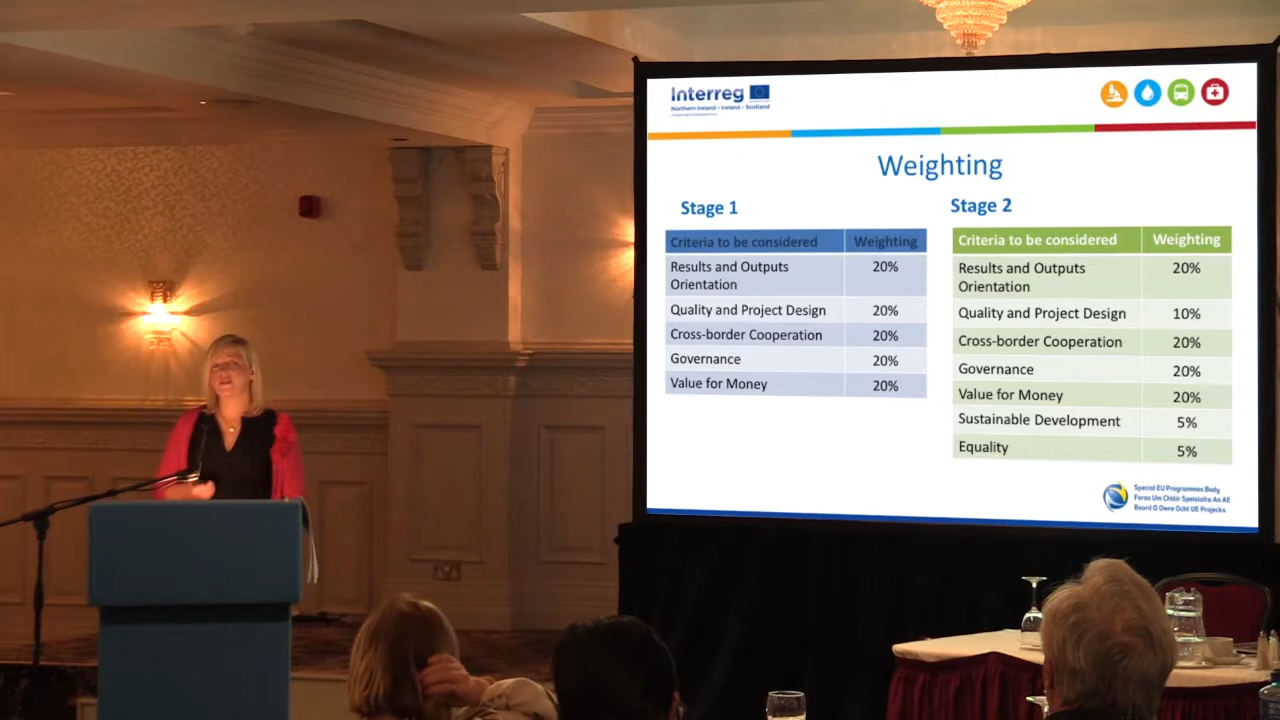 Interreg
Northern Ireland - Ireland - Scotland
Weighting
Stage 1
Criteria to be considered Weighting
Results and Outputs 20%
Orientation
Quality and Project Design 20%
Cross-border Cooperation 20%
Governance 20%
Value for Money 20%
Stage 2
Criteria to be considered Weighting
Results and Outputs 20%
Orientation
Quality and Project Design 10%
Cross-border Cooperation 20%
Governance 20%
Value for Money 20%
Sustainable Development 5%
Equality 5%
Special EU Programmes Body
Foras Um Chláir Speisialta An AE
Boord O Owre Ocht UE Projecks